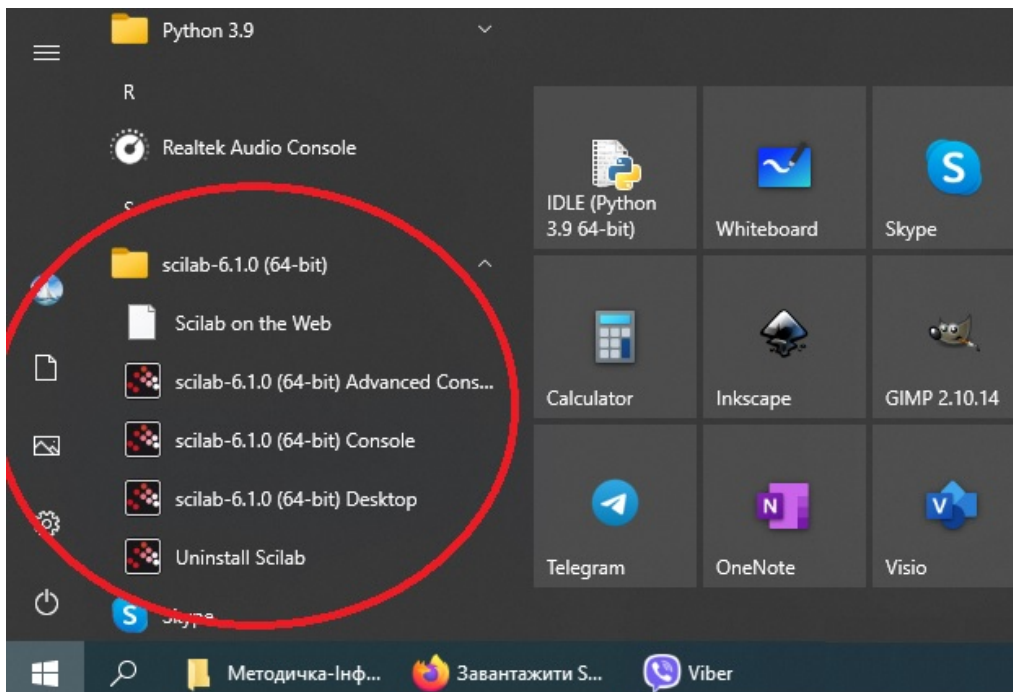 Python 3.9
R
Realtek Audio Console
S
scilab-6.1.0 (64-bit)
Scilab on the Web
scilab-6.1.0 (64-bit) Advanced Cons...
scilab-6.1.0 (64-bit) Console
scilab-6.1.0 (64-bit) Desktop
Uninstall Scilab
Skype
IDLE (Python
3.9 64-bit)
Whiteboard
Skype
Calculator
Inkscape
GIMP 2.10.14
Telegram
OneNote
Visio
Методичка-Інф...
Завантажити S...
Viber